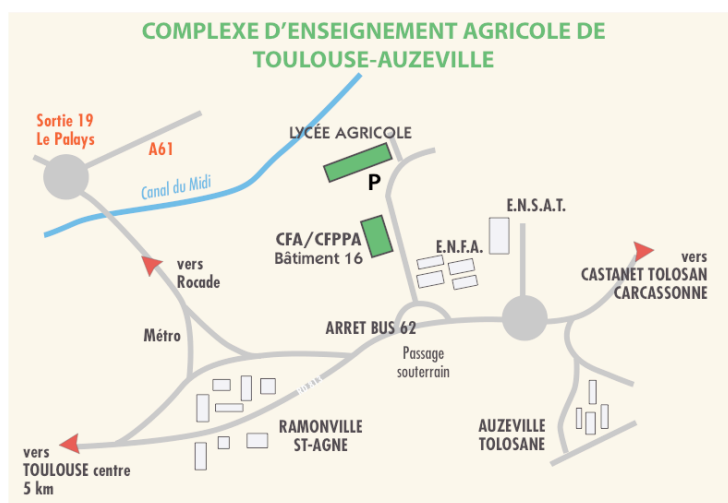 COMPLEXE D’ENSEIGNEMENT AGRICOLE DE
TOULOUSE-AUZEVILLE
Sortie 19
Le Palays
A61
LYCÉE AGRICOLE
P
Canal du Midi
E.N.S.A.T.
CFA/CFPPA
Bâtiment 16
E.N.F.A.
vers
CASTANET TOLOSAN
CARCASSONNE
vers
Rocade
Métro
ARRET BUS 62
Passage
souterrain
RAMONVILLE
ST-AGNE
AUZEVILLE
TOLOSANE
vers
TOULOUSE centre
5 km